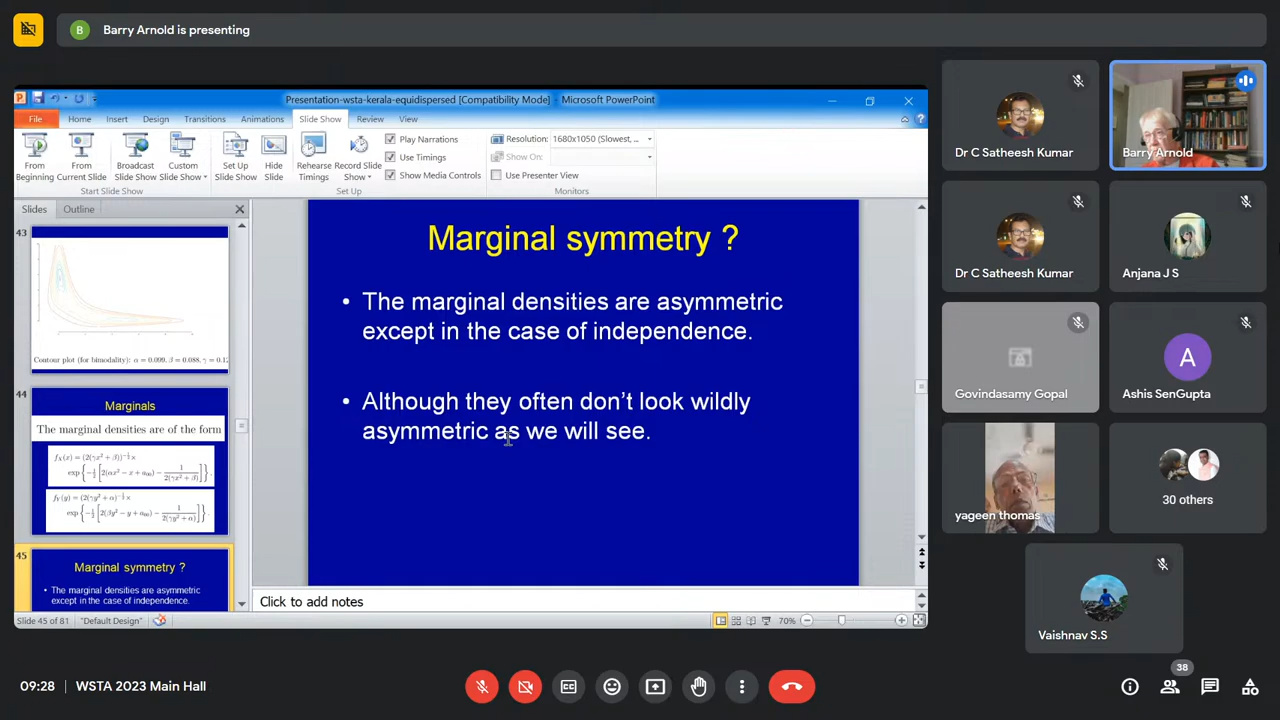 B
Barry Arnold is presenting
Presentation-wsta-kerala-equidispersed [Compatibility Mode] - Microsoft PowerPoint
File
Home
Insert
Design
Transitions
Animations
Slide Show
Review
View
From Beginning
From Current Slide
Broadcast Slide Show
Custom Slide Show
Start Slide Show
Set Up Slide Show
Hide Slide
Rehearse Timings
Record Slide Show
Play Narrations
Use Timings
Show Media Controls
Set Up
Resolution: 1680x1050 (Slowest, ...
Show On:
Use Presenter View
Monitors
Slides
Outline
43
Contour plot (for bimodality): α = 0.099, β = 0.088, γ = 0.1
44
Marginals
The marginal densities are of the form
45
Marginal symmetry ?
• The marginal densities are asymmetric
except in the case of independence.
Marginal symmetry ?
• The marginal densities are asymmetric
except in the case of independence.
• Although they often don’t look wildly
asymmetric as we will see.
Click to add notes
Slide 45 of 81
"Default Design"
70%
Dr C Satheesh Kumar
Barry Arnold
Dr C Satheesh Kumar
Anjana J S
Govindasamy Gopal
A
Ashis SenGupta
yageen thomas
30 others
Vaishnav S.S
09:28 | WSTA 2023 Main Hall
38